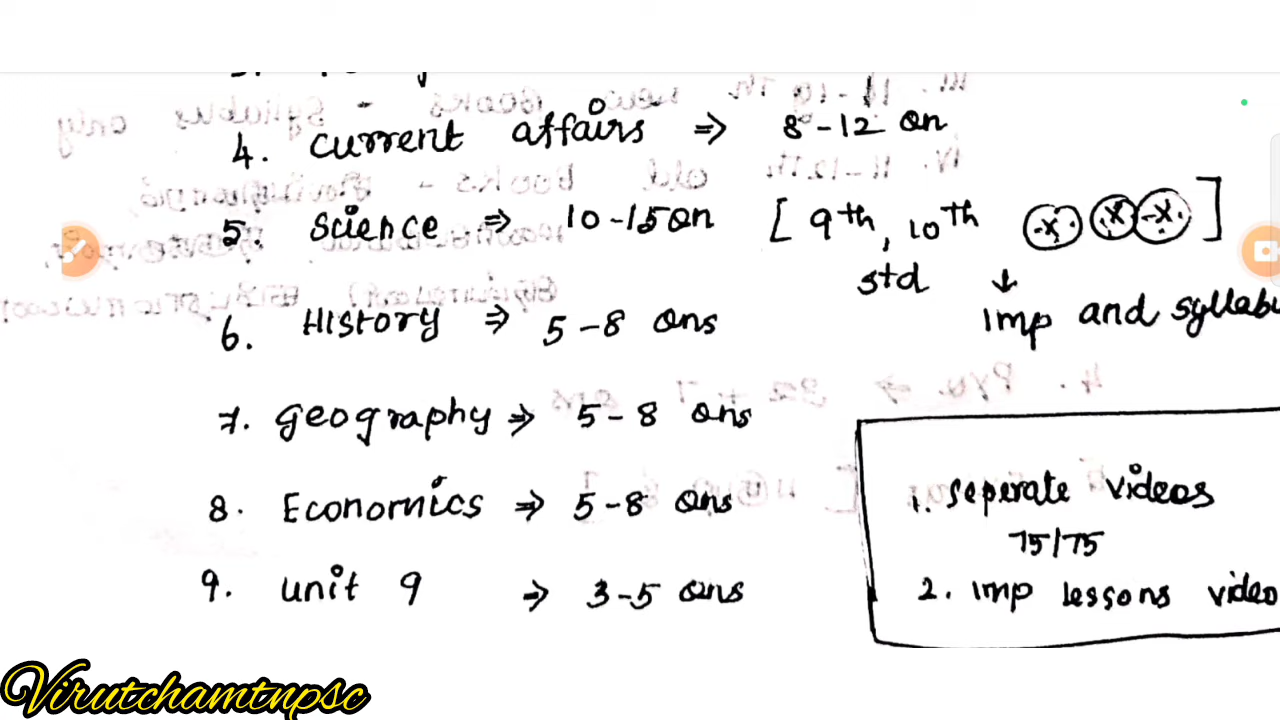 4. Current affairs ⇒ 8-12 Qn
5. Science ⇒ 10-15 Qn [ 9th, 10th
std
↓
imp and syllabu
6. History ⇒ 5-8 Qns
7. geography ⇒ 5-8 Qns
8. Economics ⇒ 5-8 Qns
9. unit 9 ⇒ 3-5 Qns
1. seperate videos
75/75
2. imp lessons video
Virutchamtnpsc